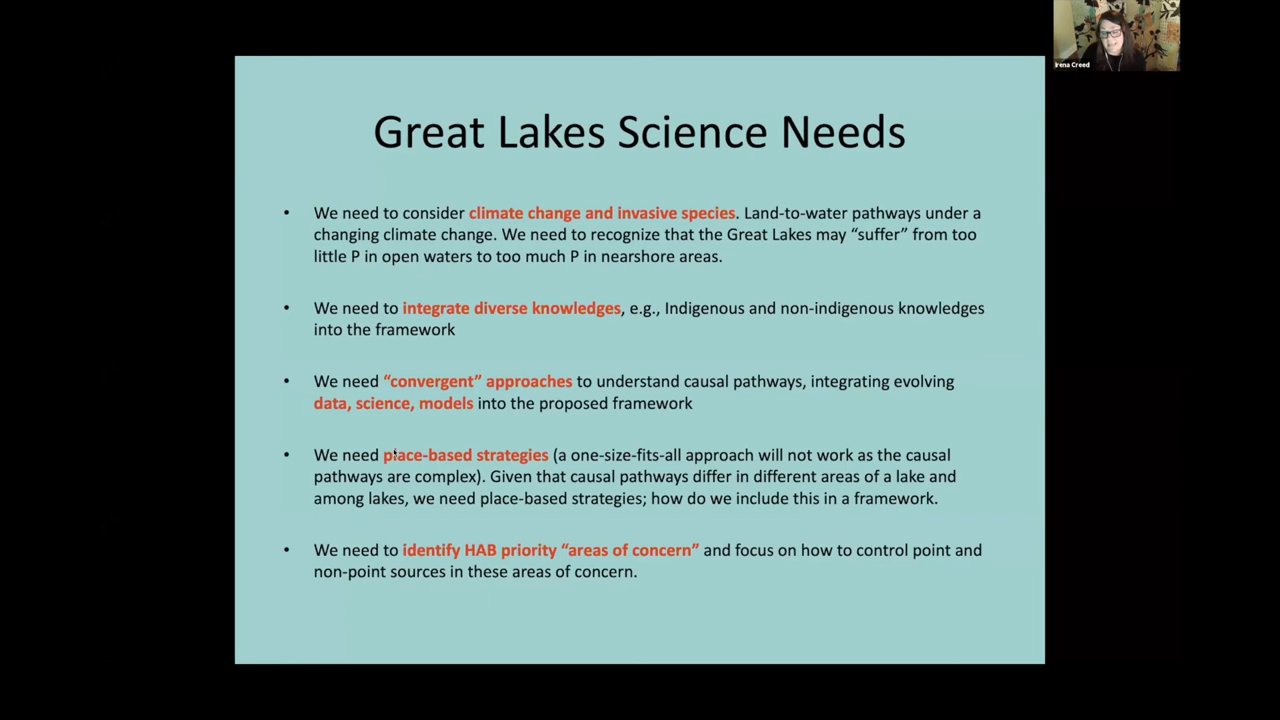 Irena Creed
Great Lakes Science Needs
• We need to consider climate change and invasive species. Land-to-water pathways under a
changing climate change. We need to recognize that the Great Lakes may “suffer” from too
little P in open waters to too much P in nearshore areas.
• We need to integrate diverse knowledges, e.g., Indigenous and non-indigenous knowledges
into the framework
• We need “convergent” approaches to understand causal pathways, integrating evolving
data, science, models into the proposed framework
• We need place-based strategies (a one-size-fits-all approach will not work as the causal
pathways are complex). Given that causal pathways differ in different areas of a lake and
among lakes, we need place-based strategies; how do we include this in a framework.
• We need to identify HAB priority “areas of concern” and focus on how to control point and
non-point sources in these areas of concern.